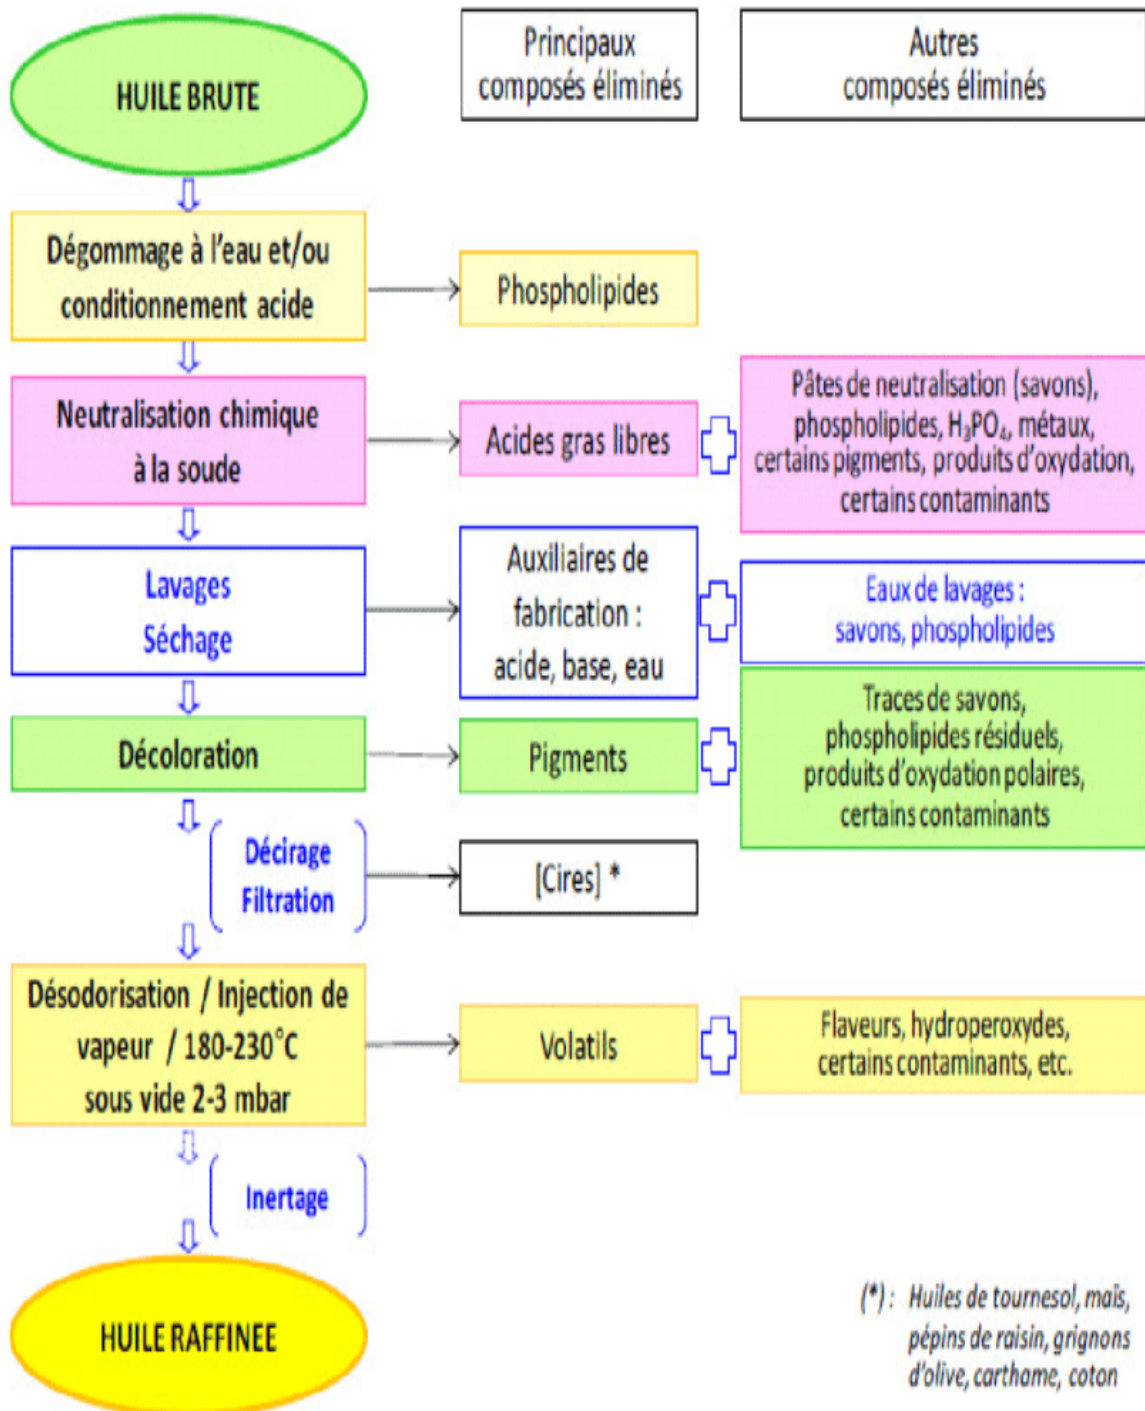 HUILE BRUTE
Principaux
composés éliminés
Autres
composés éliminés
Dégommage à l'eau et/ou
conditionnement acide
Phospholipides
Neutralisation chimique
à la soude
Acides gras libres
Pâtes de neutralisation (savons),
phospholipides, H₃PO₄, métaux,
certains pigments, produits d'oxydation,
certains contaminants
Lavages
Séchage
Auxiliaires de
fabrication :
acide, base, eau
Eaux de lavages :
savons, phospholipides
Décoloration
Pigments
Traces de savons,
phospholipides résiduels,
produits d'oxydation polaires,
certains contaminants
Décirage
Filtration
[Cires] *
Désodorisation / Injection de
vapeur / 180-230°C
sous vide 2-3 mbar
Volatils
Flaveurs, hydroperoxydes,
certains contaminants, etc.
Inertage
HUILE RAFFINEE
(*) : Huiles de tournesol, maïs,
pépins de raisin, grignons
d'olive, carthame, coton